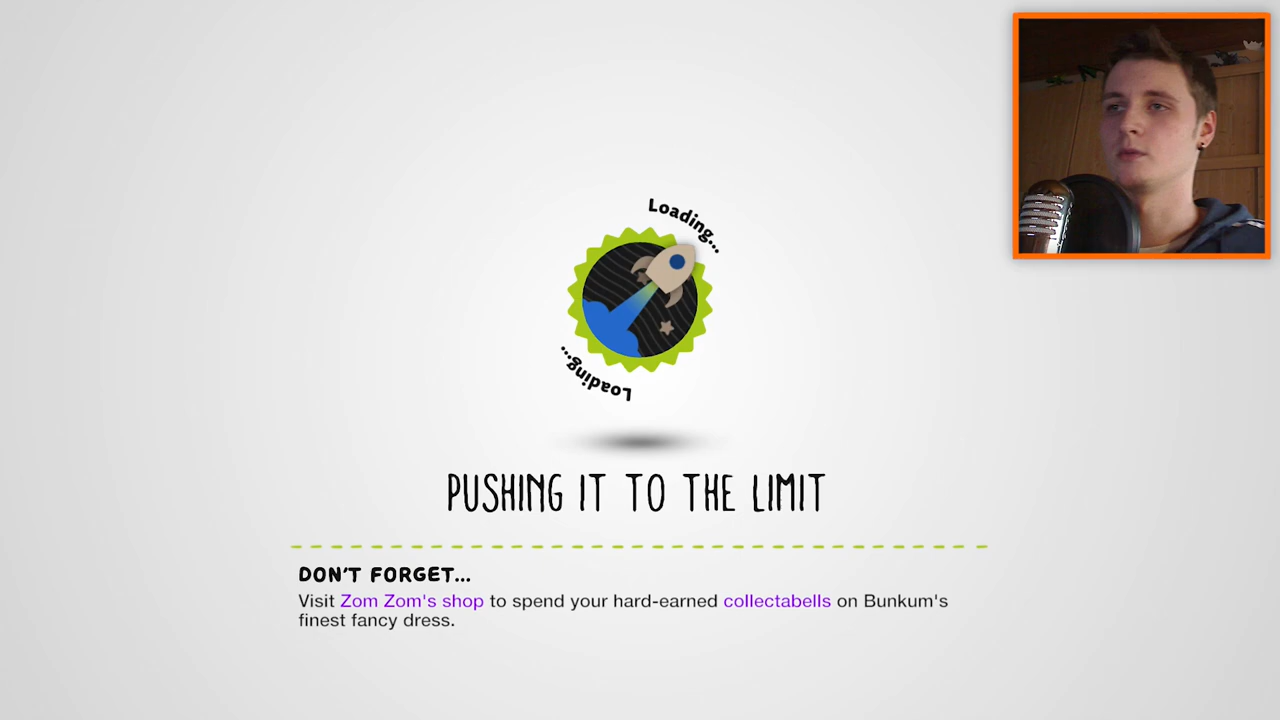 Loading...
Loading...
PUSHING IT TO THE LIMIT
DON'T FORGET...
Visit Zom Zom's shop to spend your hard-earned collectabells on Bunkum's
finest fancy dress.